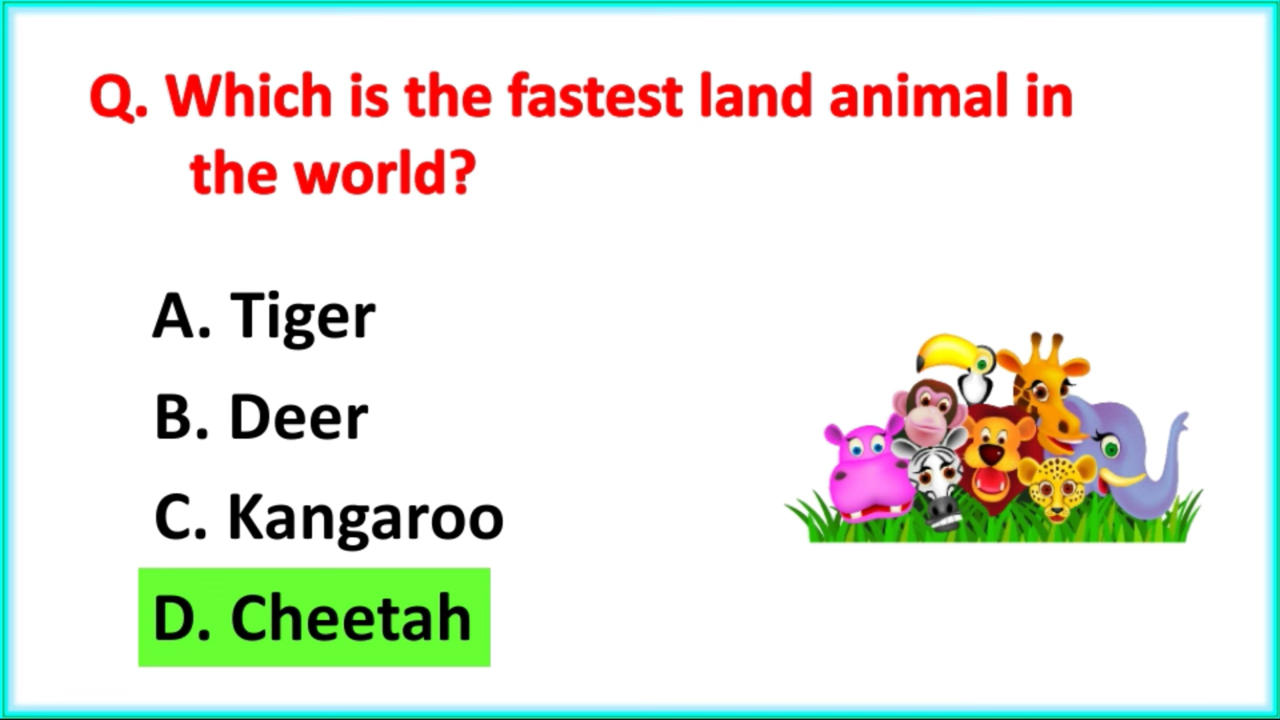 Q. Which is the fastest land animal in
the world?
A. Tiger
B. Deer
C. Kangaroo
D. Cheetah